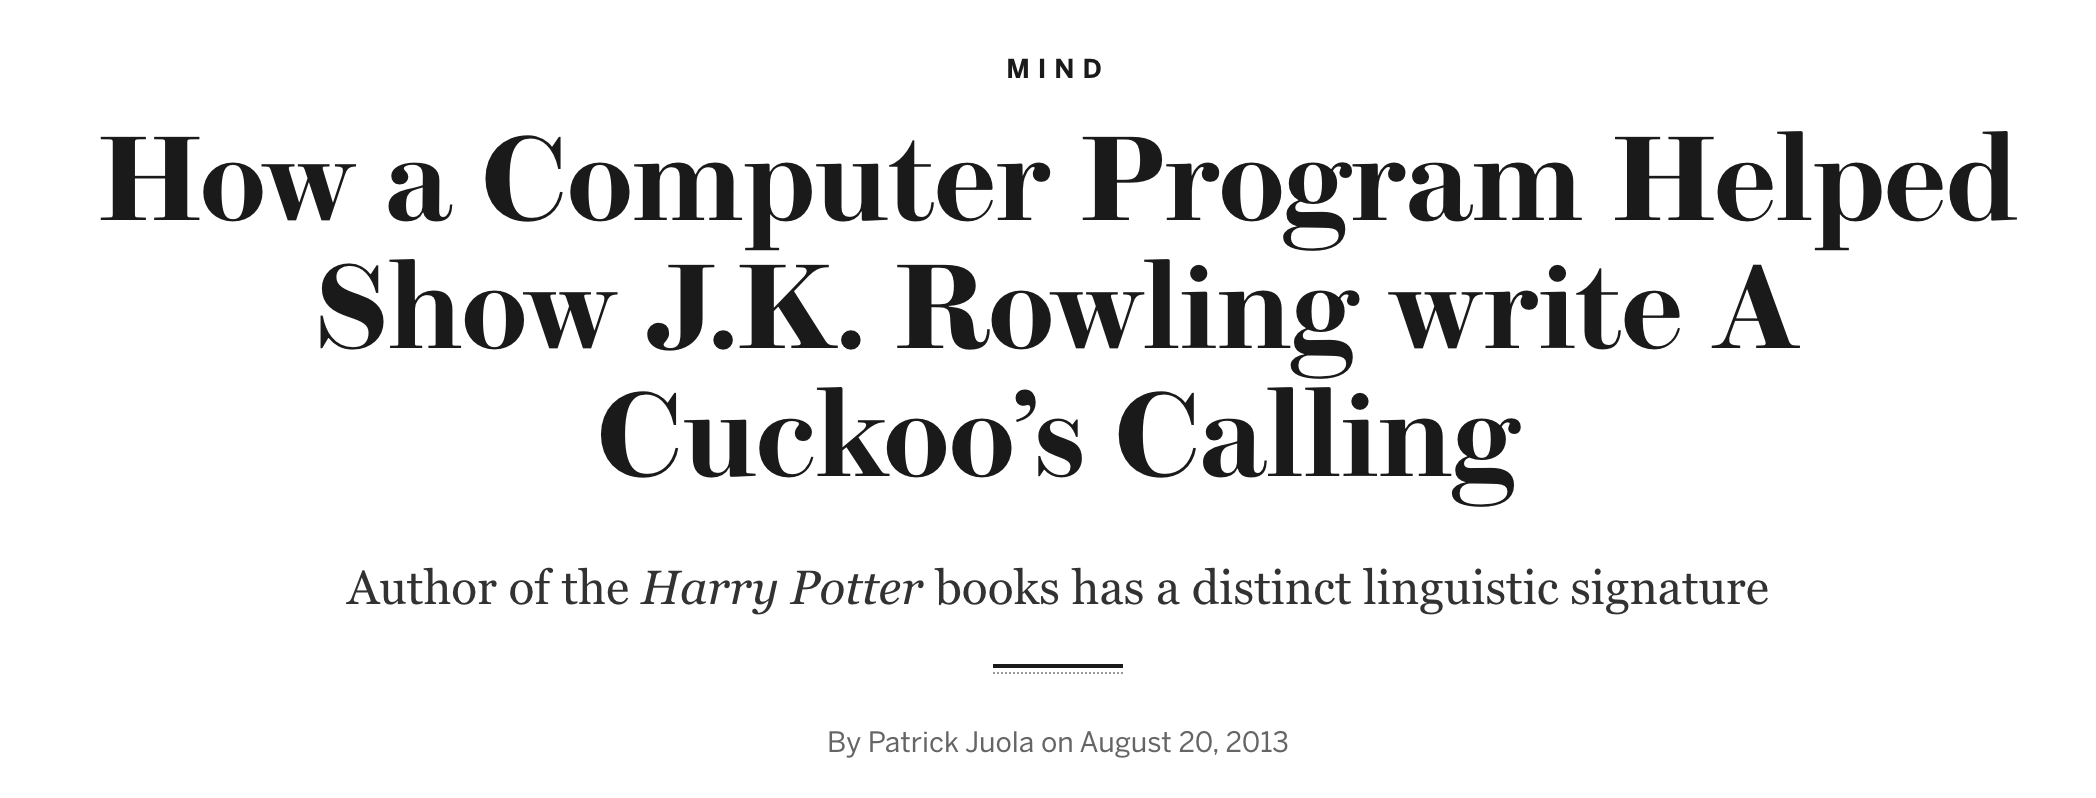 MIND
How a Computer Program Helped
Show J.K. Rowling write A
Cuckoo’s Calling
Author of the Harry Potter books has a distinct linguistic signature
By Patrick Juola on August 20, 2013